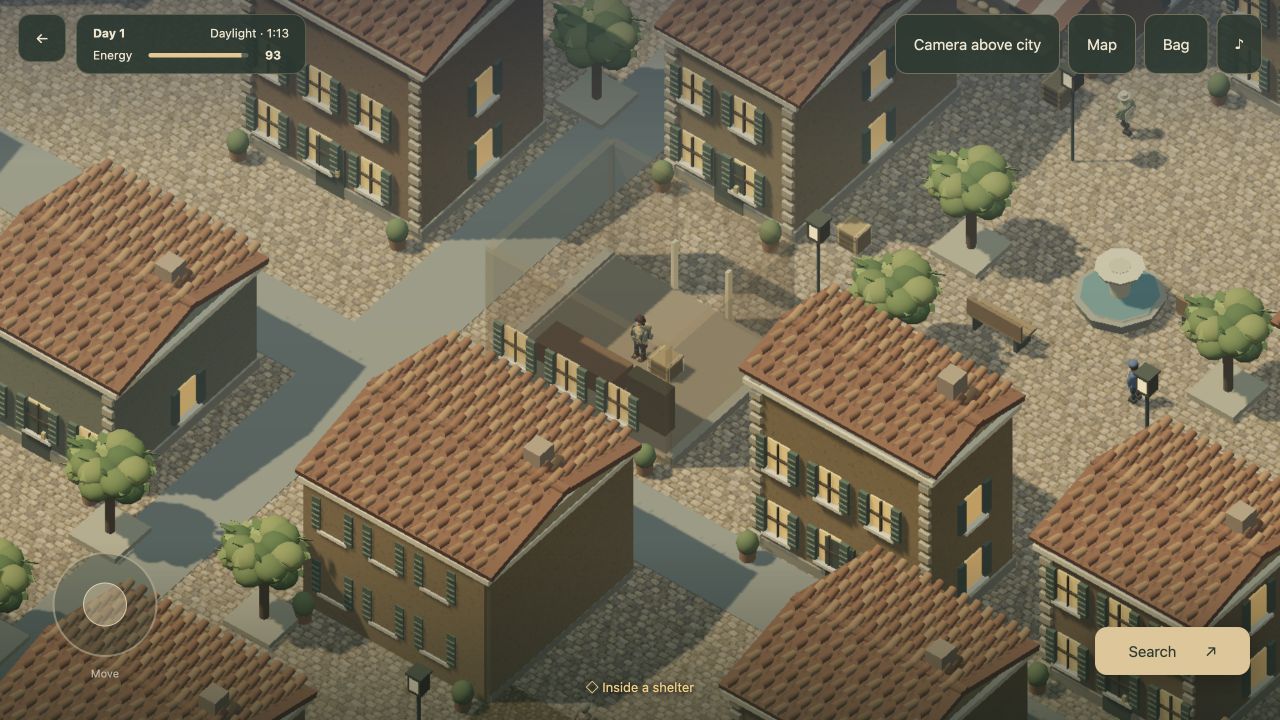 ←
Day 1 Daylight · 1:13
Energy 93
Camera above city
Map
Bag
♪
Move
◇ Inside a shelter
Search ↗